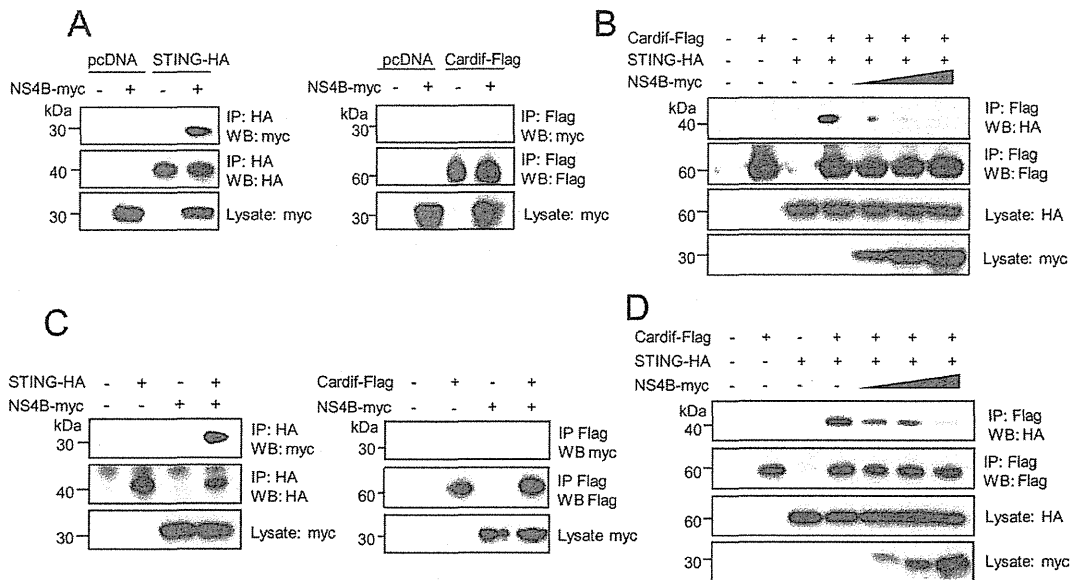 A
pcDNA STING-HA
NS4B-myc - + - +
kDa
30
IP: HA
WB: myc
40
IP: HA
WB: HA
30
Lysate: myc
pcDNA Cardif-Flag
NS4B-myc - + - +
kDa
30
IP: Flag
WB: myc
60
IP: Flag
WB: Flag
30
Lysate: myc
B
Cardif-Flag - + - + + + +
STING-HA - - + + + + +
NS4B-myc - - - -
kDa
40
IP: Flag
WB: HA
60
IP: Flag
WB: Flag
60
Lysate: HA
30
Lysate: myc
C
STING-HA - + - +
NS4B-myc - - + +
kDa
30
IP: HA
WB: myc
40
IP: HA
WB: HA
30
Lysate: myc
Cardif-Flag - + - +
NS4B-myc - - + +
kDa
30
IP Flag
WB myc
60
IP Flag
WB Flag
30
Lysate myc
D
Cardif-Flag - + - + + + +
STING-HA - - + + + + +
NS4B-myc - - - -
kDa
40
IP: Flag
WB: HA
60
IP: Flag
WB: Flag
60
Lysate: HA
30
Lysate: myc